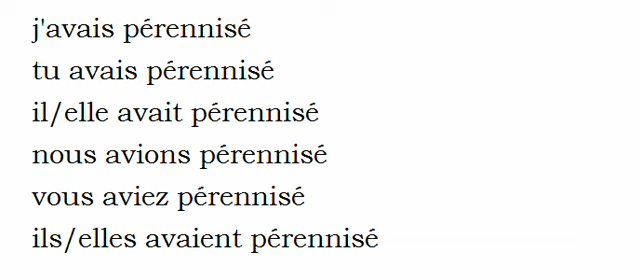 j'avais pérennisé
tu avais pérennisé
il/elle avait pérennisé
nous avions pérennisé
vous aviez pérennisé
ils/elles avaient pérennisé